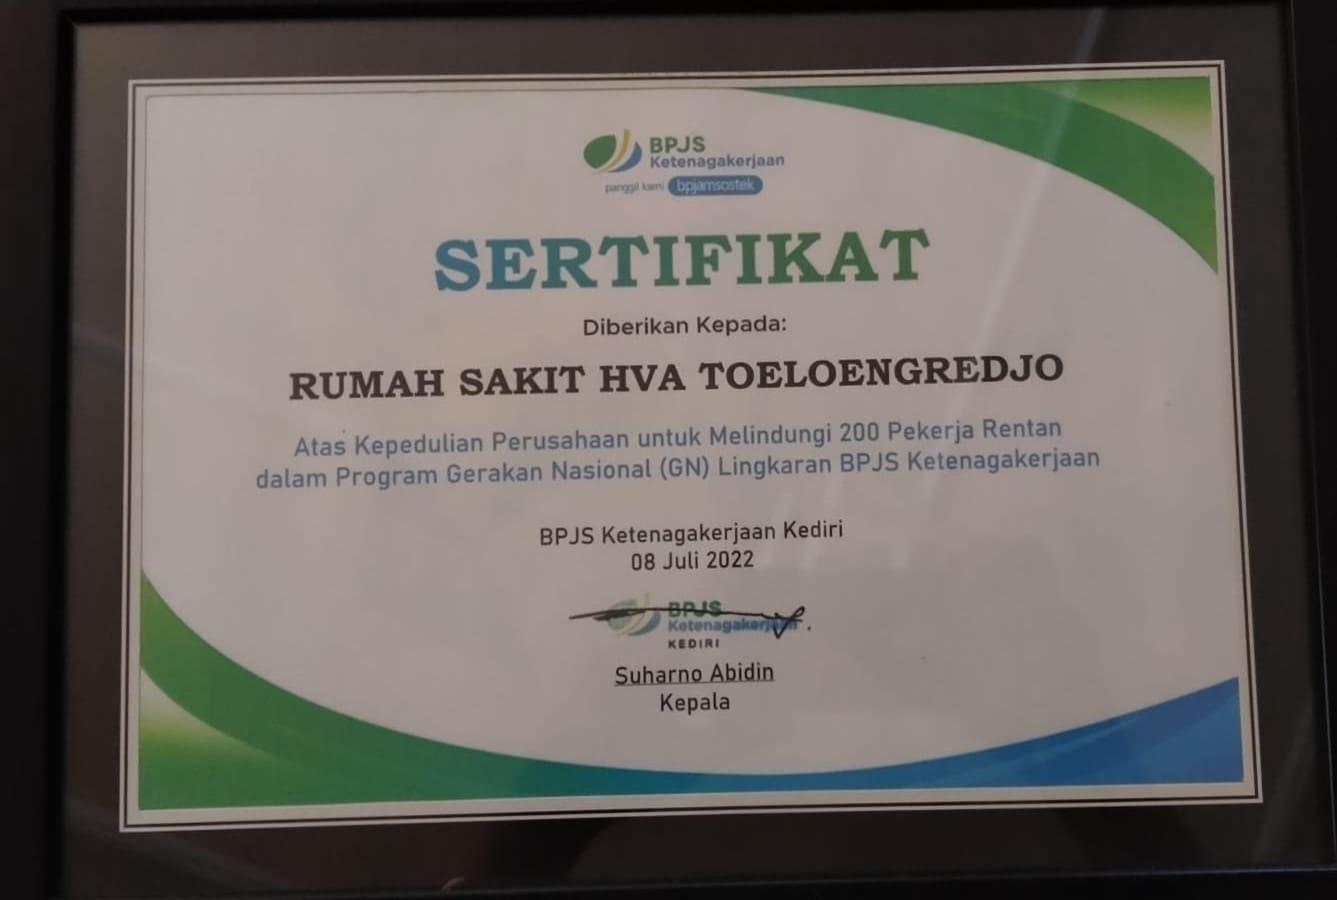 BPJS
Ketenagakerjaan
panggil kami bpjamsostek
SERTIFIKAT
Diberikan Kepada:
RUMAH SAKIT HVA TOELOENGREDJO
Atas Kepedulian Perusahaan untuk Melindungi 200 Pekerja Rentan
dalam Program Gerakan Nasional (GN) Lingkaran BPJS Ketenagakerjaan
BPJS Ketenagakerjaan Kediri
08 Juli 2022
BPJS
Ketenagakerjaan
KEDIRI
Suharno Abidin
Kepala